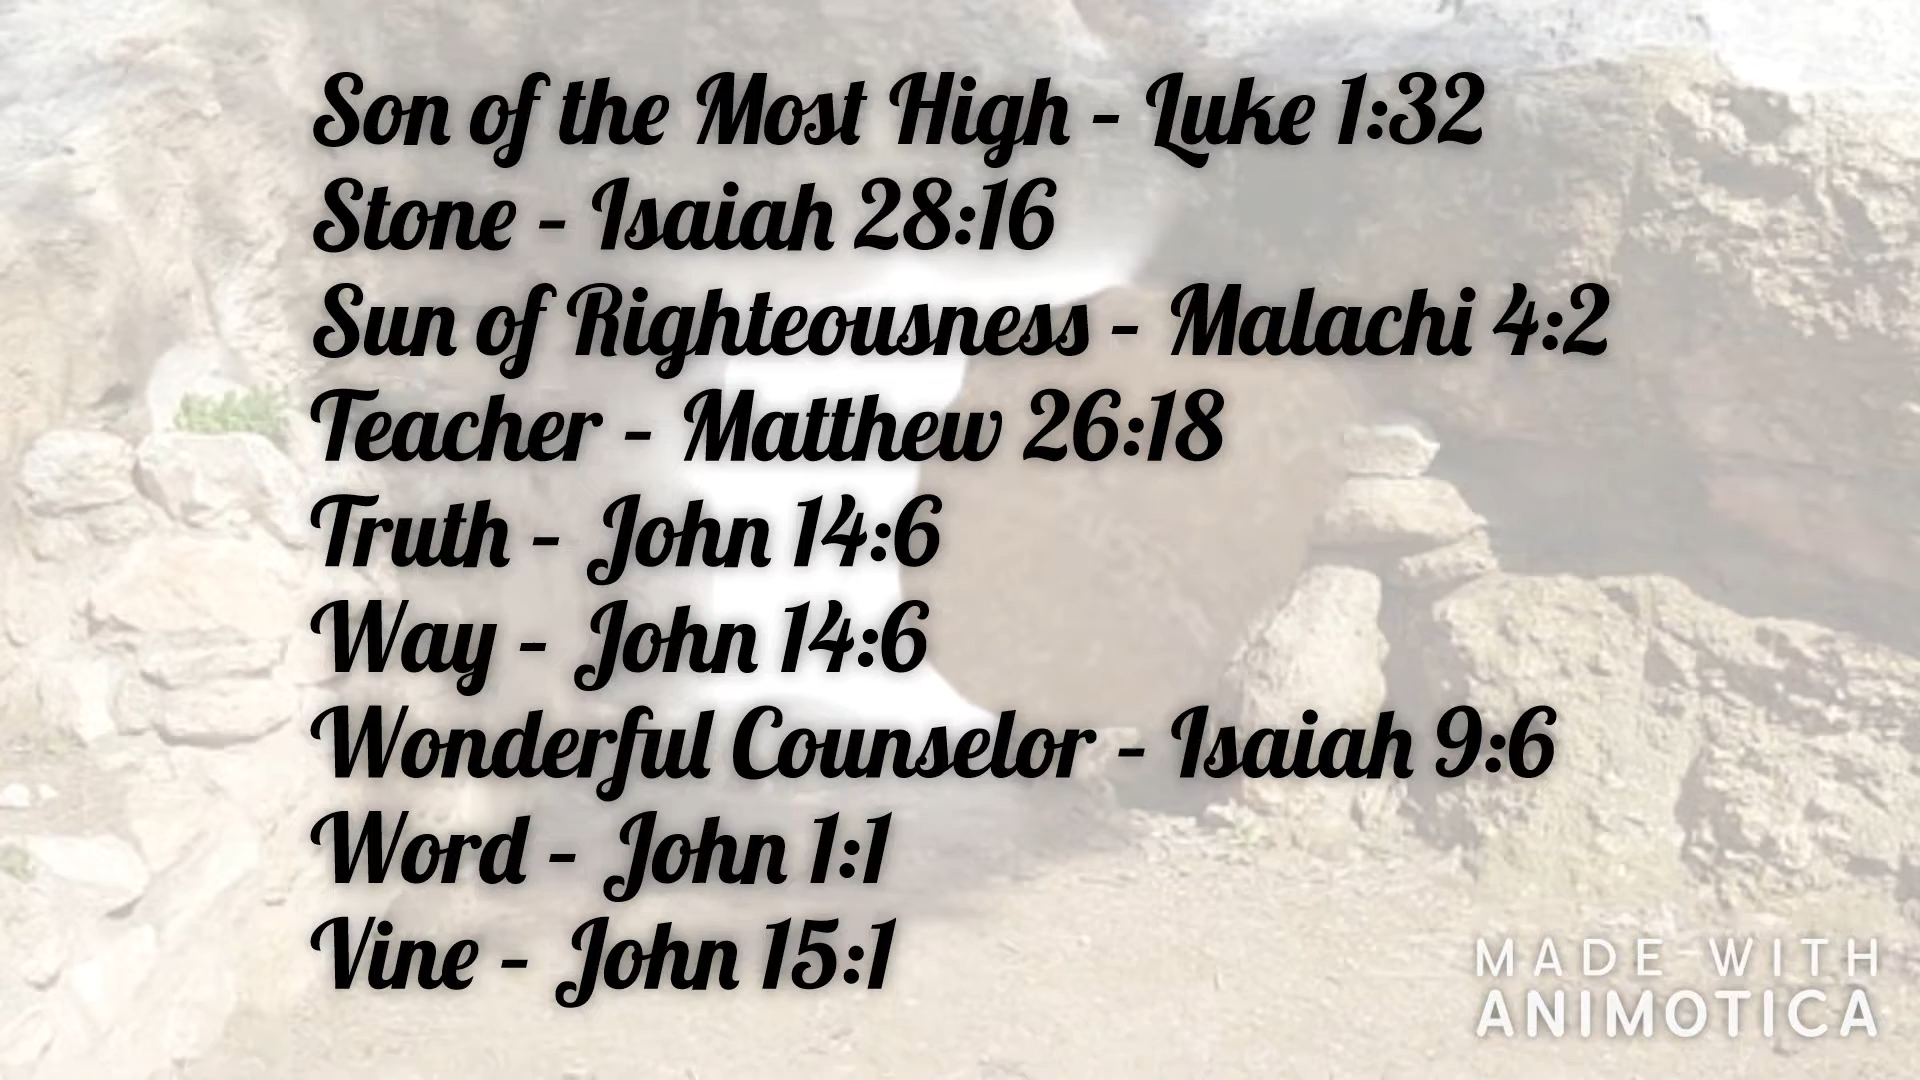 Son of the Most High - Luke 1:32
Stone - Isaiah 28:16
Sun of Righteousness - Malachi 4:2
Teacher - Matthew 26:18
Truth - John 14:6
Way - John 14:6
Wonderful Counselor - Isaiah 9:6
Word - John 1:1
Vine - John 15:1
MADE WITH
ANIMOTICA